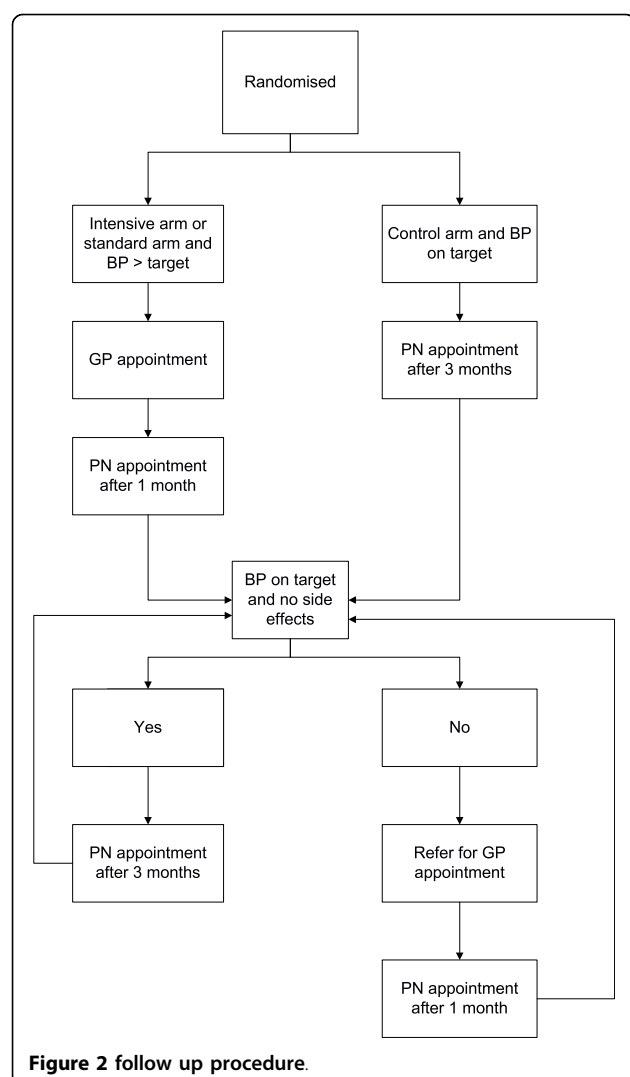 Randomised
Intensive arm or
standard arm and
BP > target
Control arm and BP
on target
GP appointment
PN appointment
after 3 months
PN appointment
after 1 month
BP on target
and no side
effects
Yes
No
PN appointment
after 3 months
Refer for GP
appointment
PN appointment
after 1 month
Figure 2 follow up procedure.